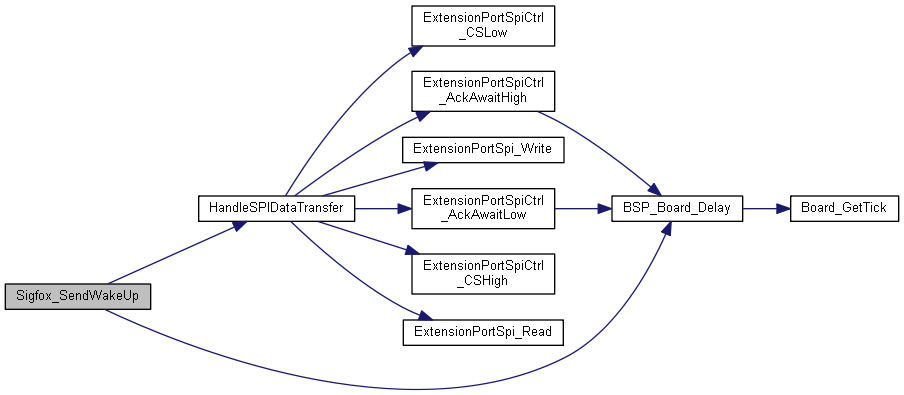 ExtensionPortSpiCtrl
_CSLow
ExtensionPortSpiCtrl
_AckAwaitHigh
ExtensionPortSpi_Write
HandleSPIDataTransfer
ExtensionPortSpiCtrl
_AckAwaitLow
BSP_Board_Delay
Board_GetTick
ExtensionPortSpiCtrl
_CSHigh
Sigfox_SendWakeUp
ExtensionPortSpi_Read